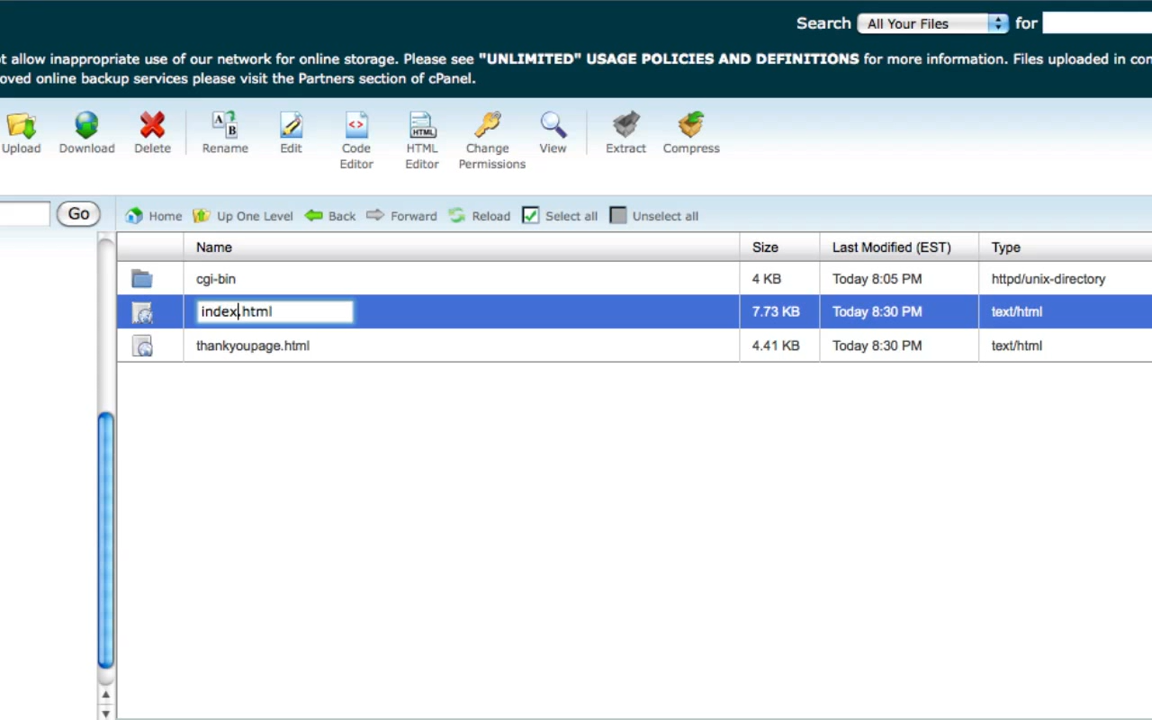 Search All Your Files for
t allow inappropriate use of our network for online storage. Please see "UNLIMITED" USAGE POLICIES AND DEFINITIONS for more information. Files uploaded in
oved online backup services please visit the Partners section of cPanel.
Upload Download Delete Rename Edit Code Editor HTML Editor Change Permissions View Extract Compress
Go Home Up One Level Back Forward Reload Select all Unselect all
Name Size Last Modified (EST) Type
cgi-bin 4 KB Today 8:05 PM httpd/unix-directory
index.html 7.73 KB Today 8:30 PM text/html
thankyoupage.html 4.41 KB Today 8:30 PM text/html